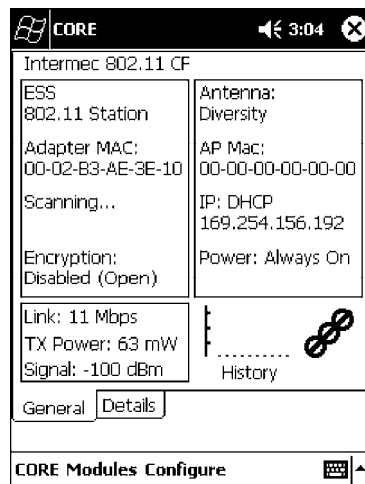 CORE 3:04
Intermec 802.11 CF
ESS
802.11 Station
Adapter MAC:
00-02-B3-AE-3E-10
Scanning...
Encryption:
Disabled (Open)
Antenna:
Diversity
AP Mac:
00-00-00-00-00-00
IP: DHCP
169.254.156.192
Power: Always On
Link: 11 Mbps
TX Power: 63 mW
Signal: -100 dBm
History
General Details
CORE Modules Configure